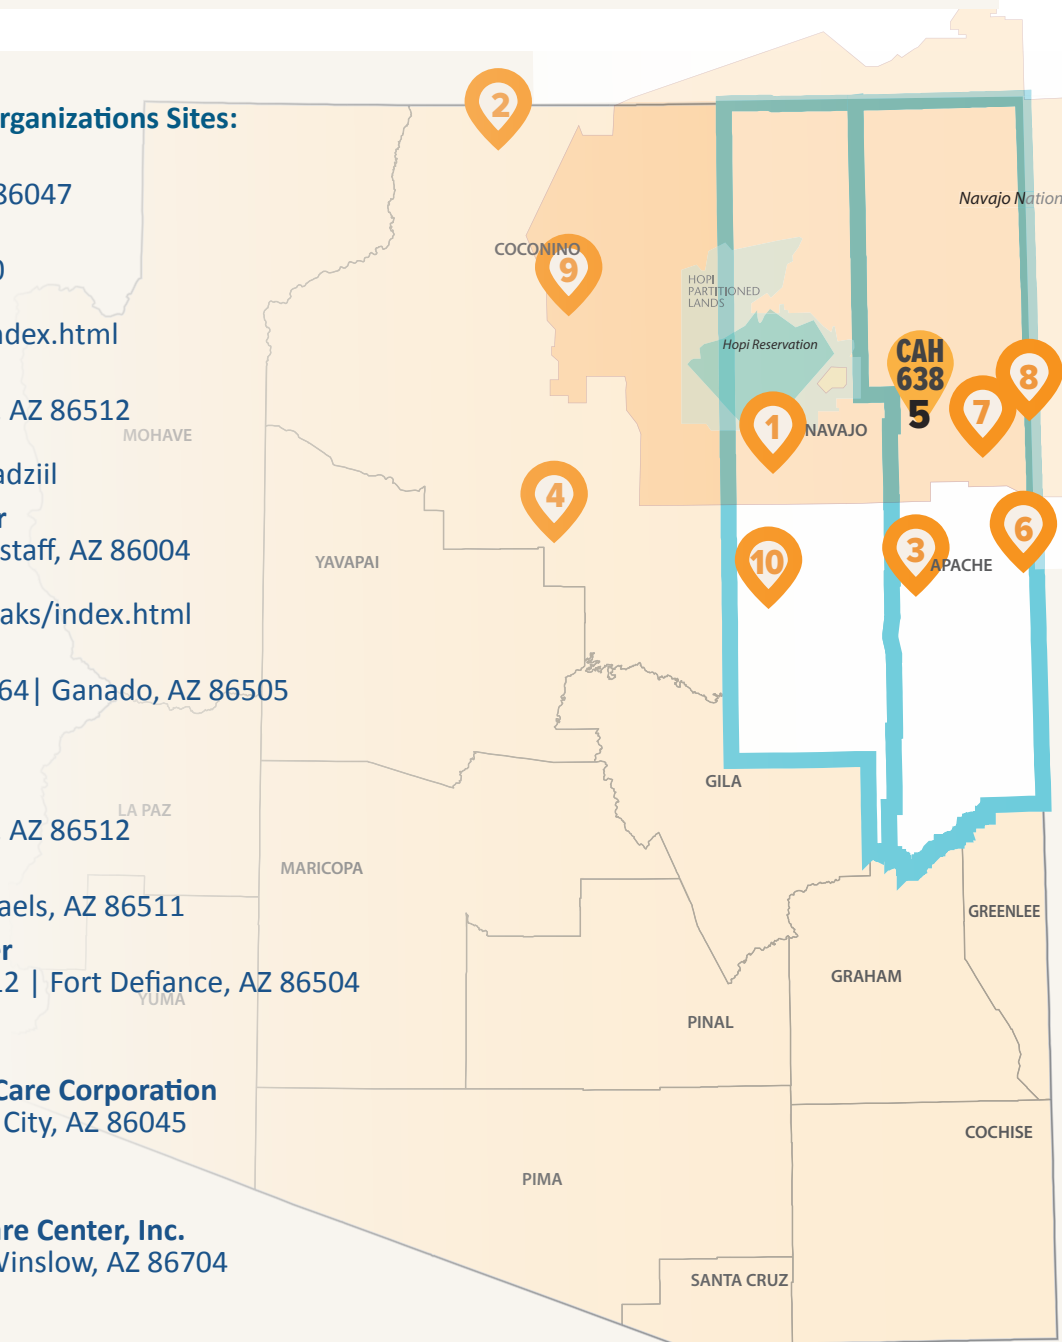 rganizations Sites:
86047
0
ndex.html
, AZ 86512
adziil
r
staff, AZ 86004
aks/index.html
64| Ganado, AZ 86505
, AZ 86512
aels, AZ 86511
er
12 | Fort Defiance, AZ 86504
Care Corporation
City, AZ 86045
are Center, Inc.
Winslow, AZ 86704
2
Navajo Nation
COCONINO
9
HOPI
PARTITIONED
LANDS
Hopi Reservation
CAH
638
5
8
7
1
NAVAJO
MOHAVE
4
6
3
APACHE
10
YAVAPAI
GILA
LA PAZ
MARICOPA
GREENLEE
GRAHAM
YUMA
PINAL
COCHISE
PIMA
SANTA CRUZ